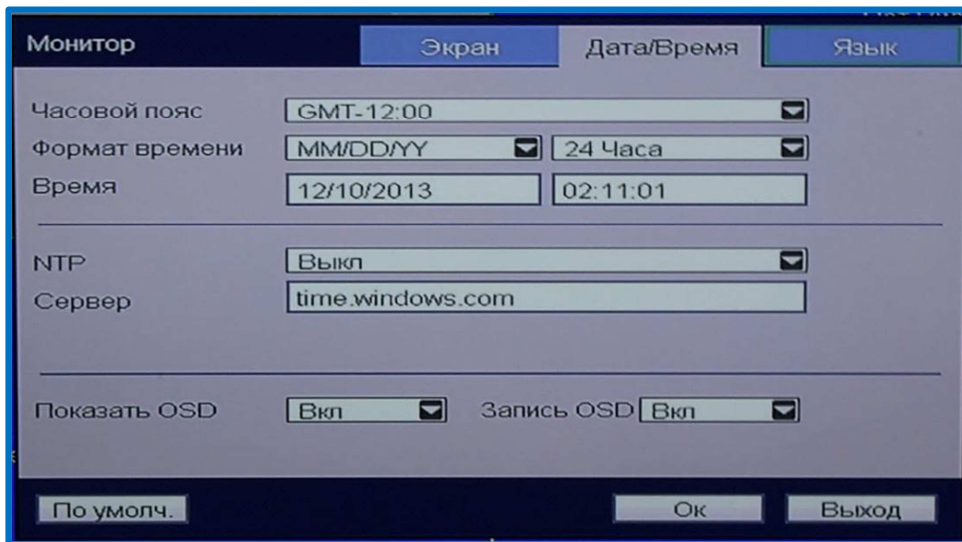 Монитор Экран Дата/Время Язык
Часовой пояс GMT-12:00
Формат времени MM/DD/YY 24 Часа
Время 12/10/2013 02:11:01
NTP Выкл
Сервер time.windows.com
Показать OSD Вкл Запись OSD Вкл
По умолч. Ок Выход